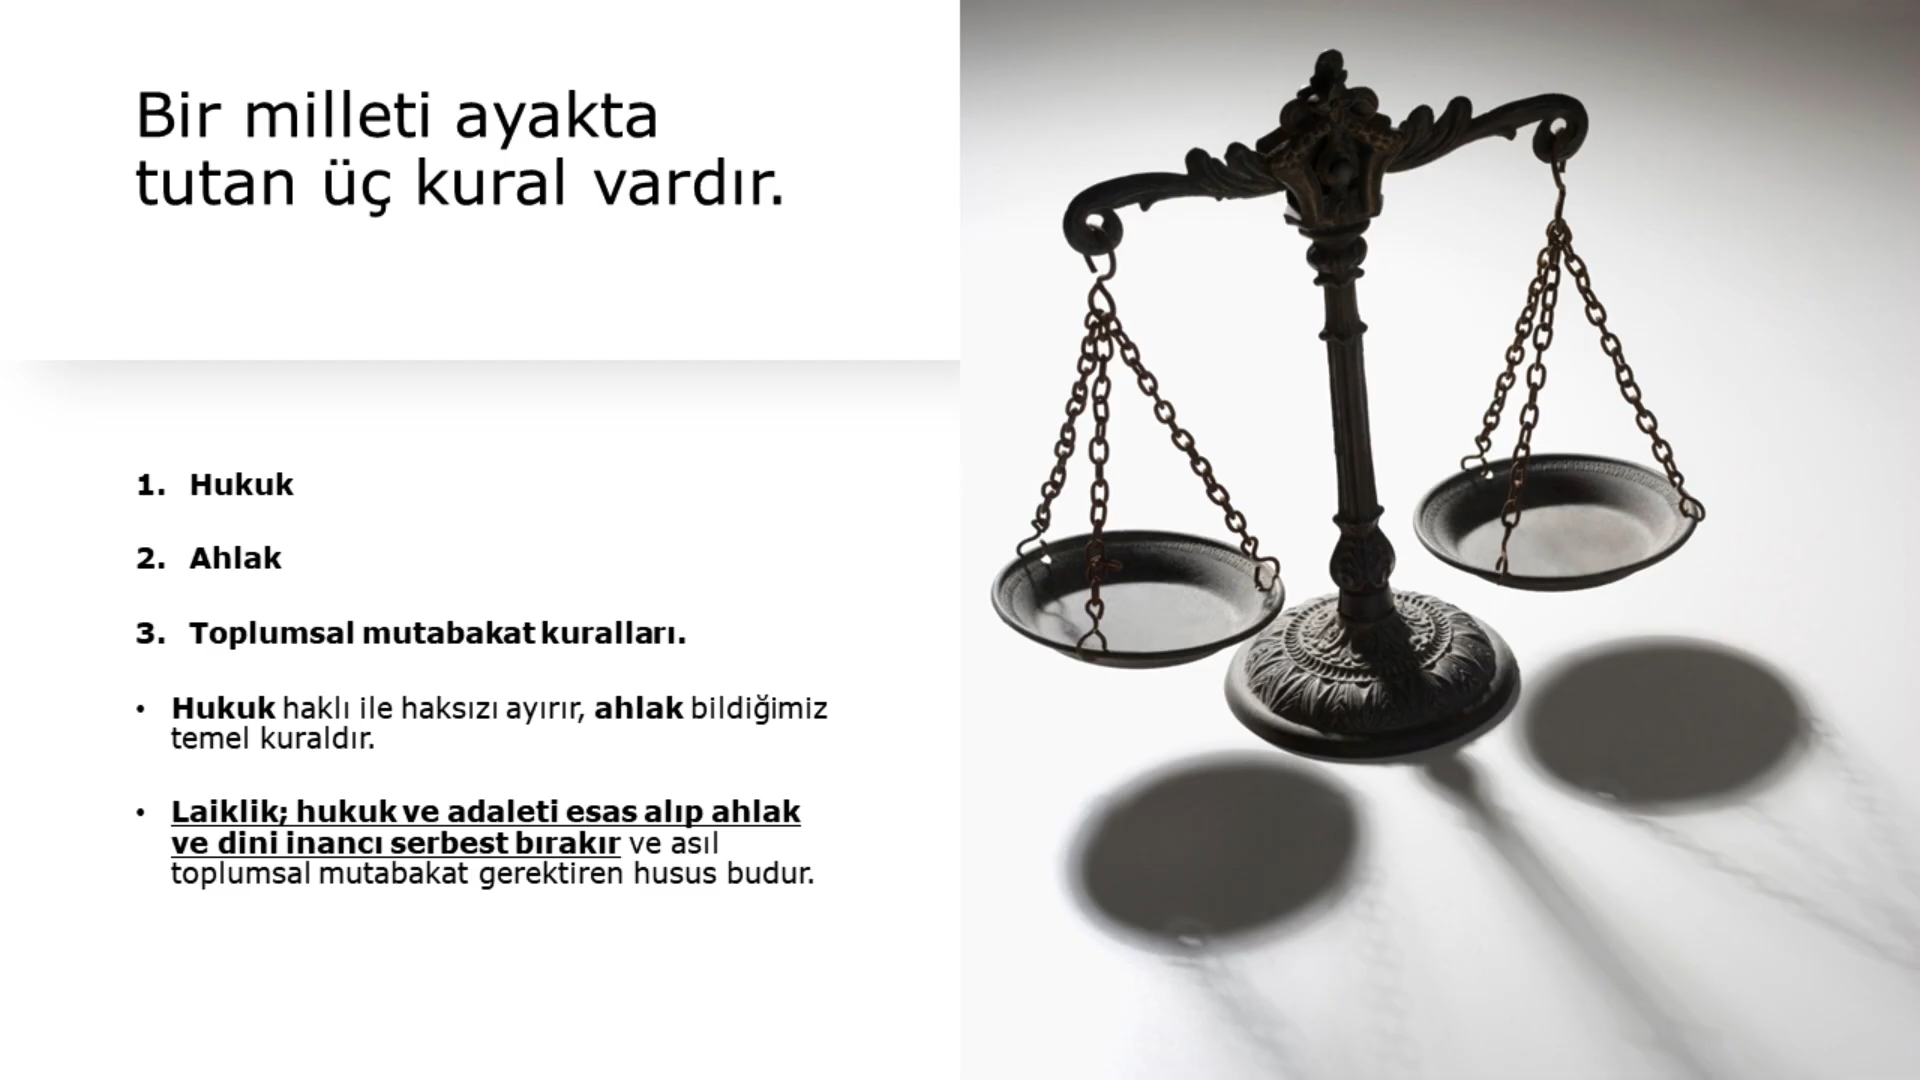 Bir milleti ayakta
tutan üç kural vardır.
1. Hukuk
2. Ahlak
3. Toplumsal mutabakat kuralları.
• Hukuk haklı ile haksızı ayırır, ahlak bildiğimiz
temel kuraldır.
• Laiklik; hukuk ve adaleti esas alıp ahlak
ve dini inancı serbest bırakır ve asıl
toplumsal mutabakat gerektiren husus budur.